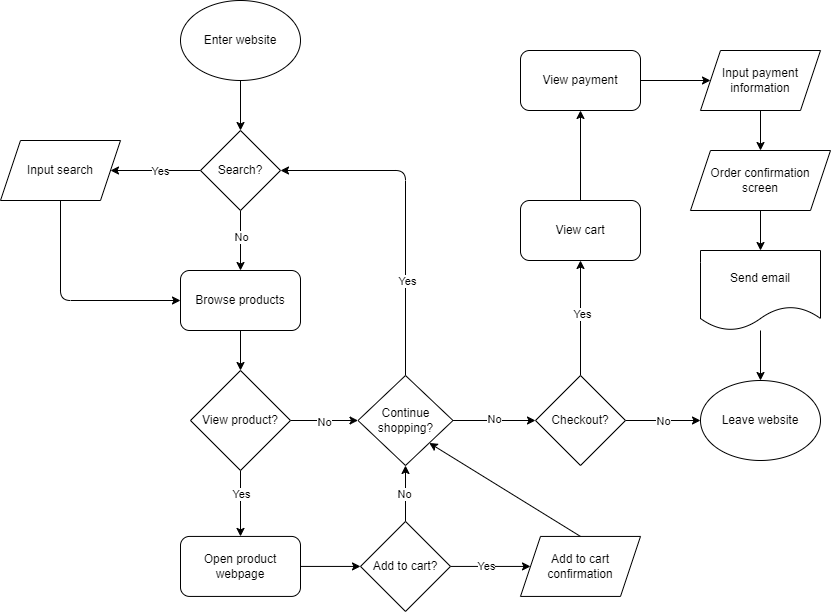 Enter website
Search?
Yes
Input search
No
Browse products
View product?
No
Yes
Open product
webpage
Add to cart?
No
Yes
Add to cart
confirmation
Continue
shopping?
Yes
No
Checkout?
Yes
No
View cart
View payment
Input payment
information
Order confirmation
screen
Send email
Leave website